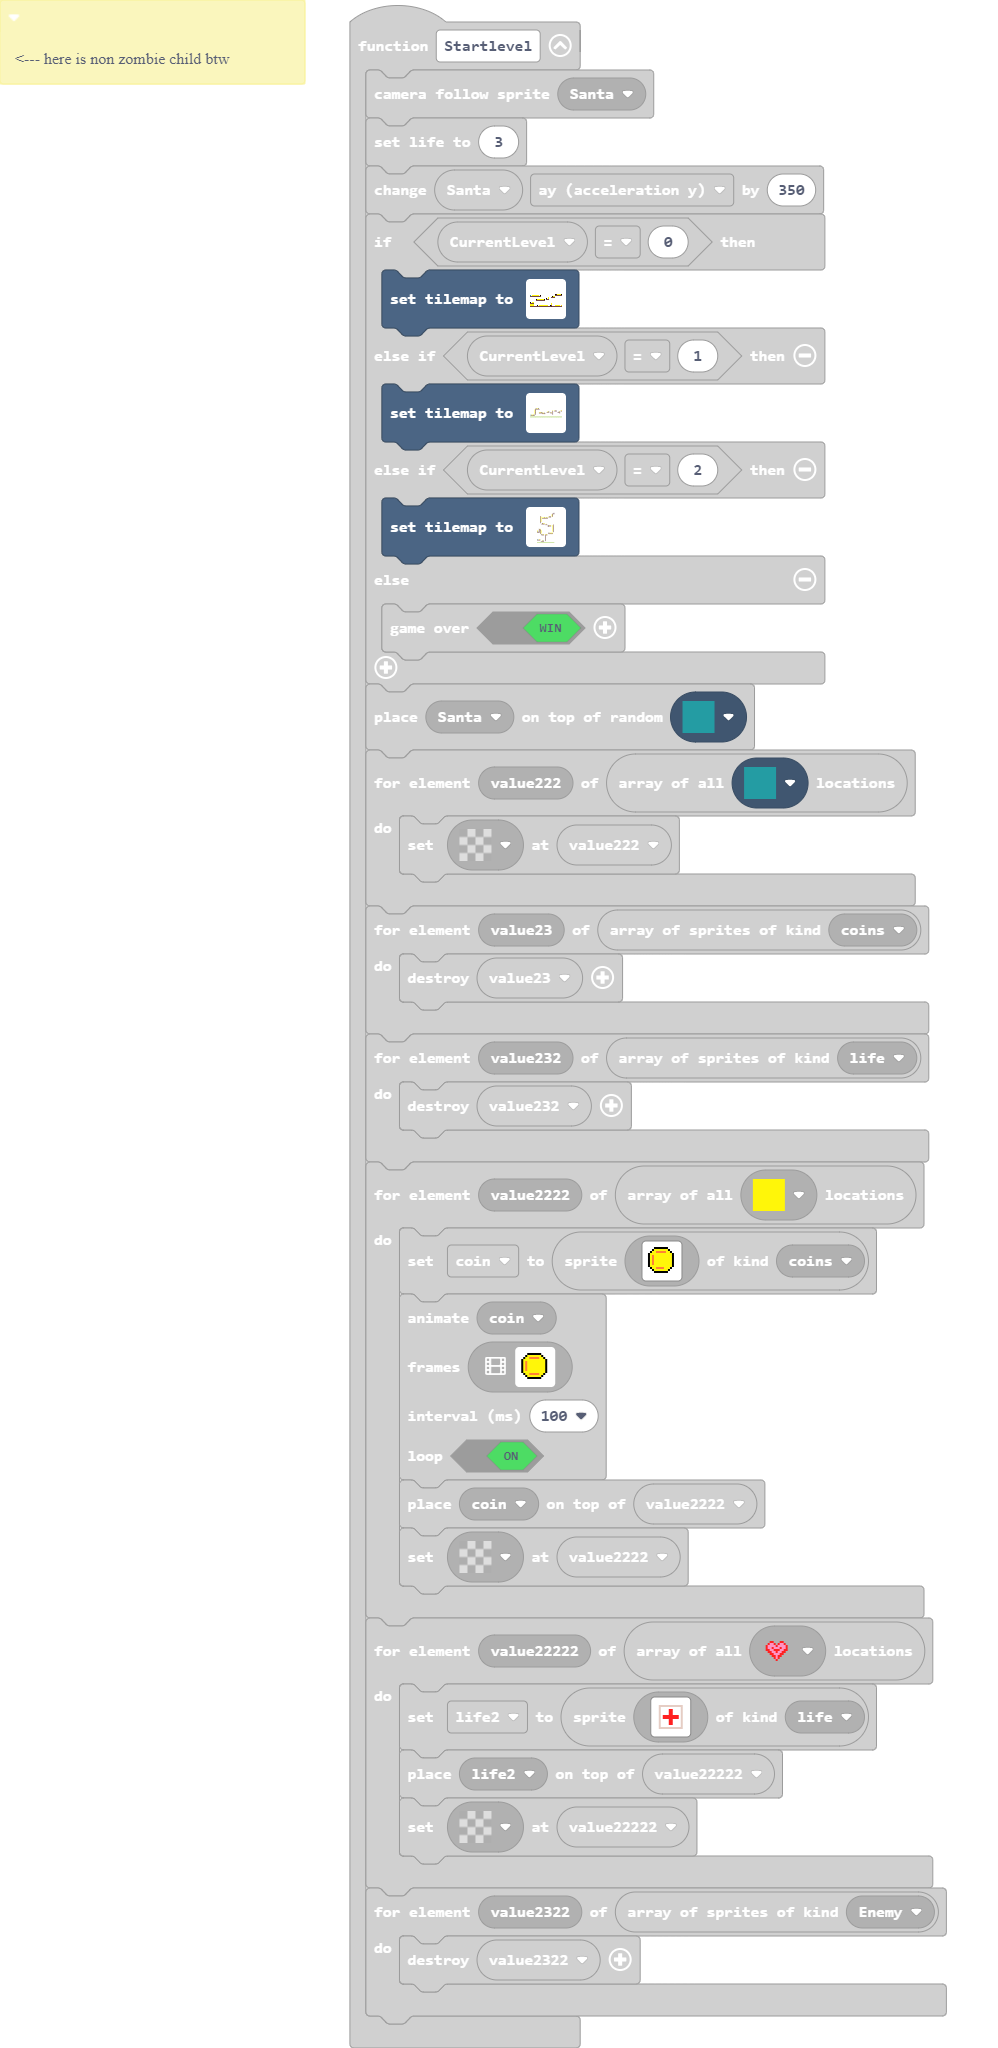 <--- here is non zombie child btw
function Startlevel
camera follow sprite Santa
set life to 3
change Santa ay (acceleration y) by 350
if CurrentLevel = 0 then
set tilemap to
else if CurrentLevel = 1 then
set tilemap to
else if CurrentLevel = 2 then
set tilemap to
else
game over WIN
place Santa on top of random
for element value222 of array of all locations
do
set at value222
for element value23 of array of sprites of kind coins
do
destroy value23
for element value232 of array of sprites of kind life
do
destroy value232
for element value2222 of array of all locations
do
set coin to sprite of kind coins
animate coin
frames
interval (ms) 100
loop ON
place coin on top of value2222
set at value2222
for element value22222 of array of all locations
do
set life2 to sprite of kind life
place life2 on top of value22222
set at value22222
for element value2322 of array of sprites of kind Enemy
do
destroy value2322